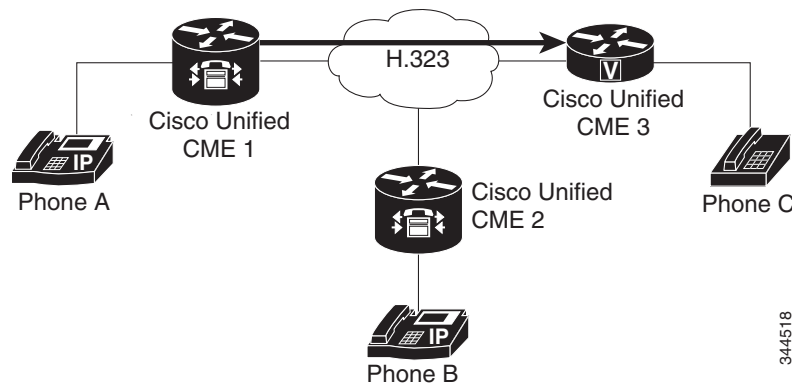 H.323
V
Cisco Unified
CME 1
Cisco Unified
CME 3
IP
Phone A
Cisco Unified
CME 2
Phone C
IP
Phone B
344518